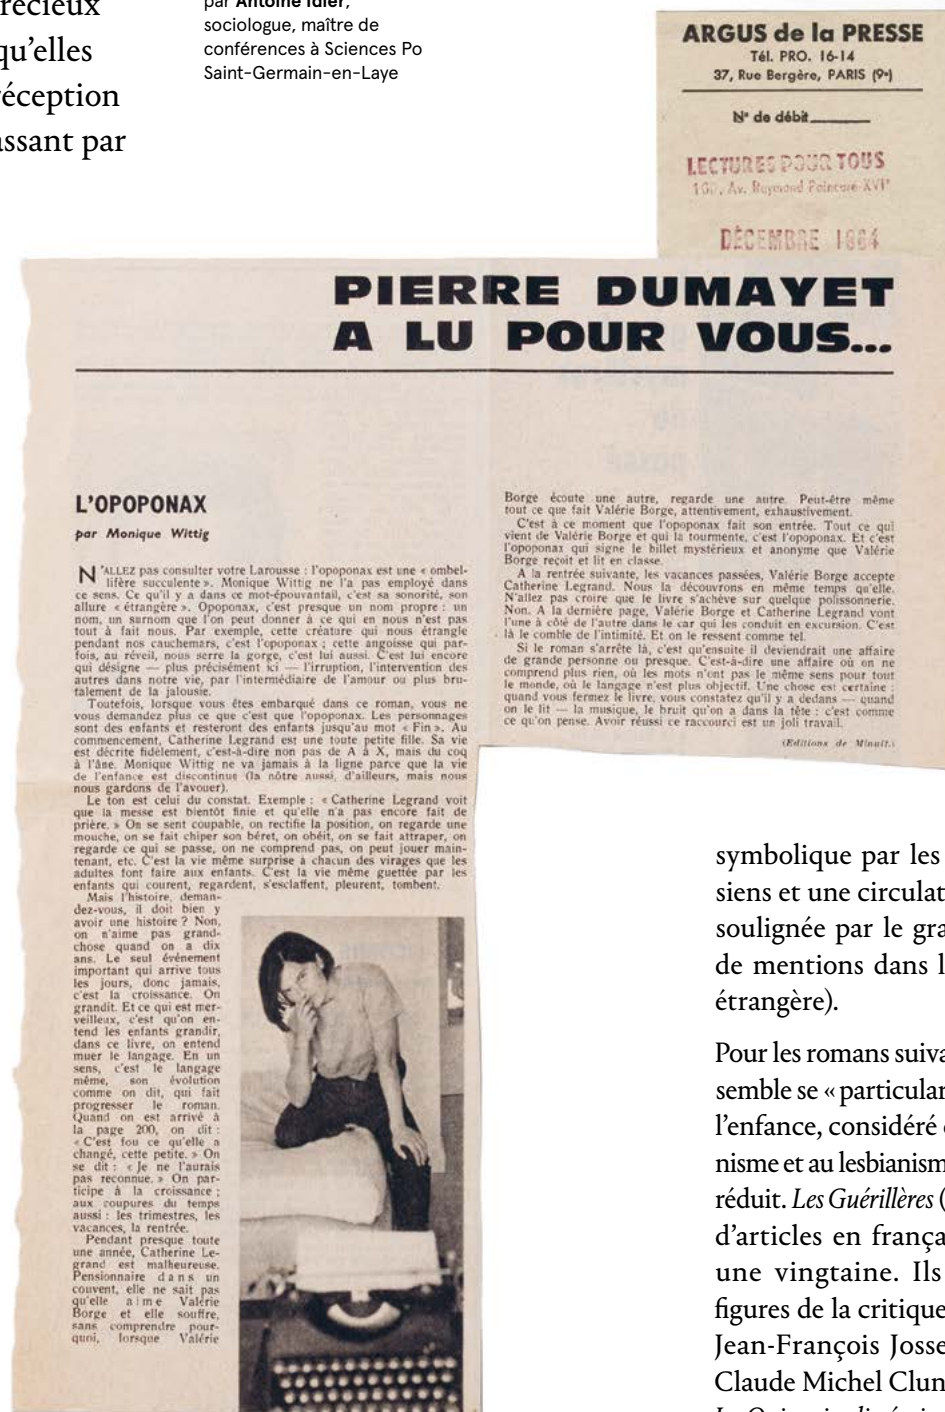 récieux
qu'elles
réception
assant par
par Antoine Idier,
sociologue, maître de
conférences à Sciences Po
Saint-Germain-en-Laye
ARGUS de la PRESSE
Tél. PRO. 16-14
37, Rue Bergère, PARIS (9e)
N° de débit
LECTURES POUR TOUS
Av. Raymond Poincaré XVIe
DÉCEMBRE 1964
PIERRE DUMAYET
A LU POUR VOUS...
L'OPOPONAX
par Monique Wittig
N'ALLEZ pas consulter votre Larousse : l'opoponax est une « ombel-
lifère succulente ». Monique Wittig ne l'a pas employé dans
ce sens. Ce qu'il y a dans ce mot-épouvantail, c'est sa sonorité, son
allure « étrangère ». Opoponax, c'est presque un nom propre : un
nom, un surnom que l'on peut donner à ce qui en nous n'est pas
tout à fait nous. Par exemple, cette créature qui nous étrangle
pendant nos cauchemars, c'est l'opoponax ; cette angoisse qui par-
fois, au réveil, nous serre la gorge, c'est lui aussi. C'est lui encore
qui désigne — plus précisément ici — l'irruption, l'intervention des
autres dans notre vie, par l'intermédiaire de l'amour ou plus bru-
talement de la jalousie.
Toutefois, lorsque vous êtes embarqué dans ce roman, vous ne
vous demandez plus ce que c'est que l'opoponax. Les personnages
sont des enfants et resteront des enfants jusqu'au mot « Fin ». Au
commencement, Catherine Legrand est une toute petite fille. Sa vie
est décrite fidèlement, c'est-à-dire non pas de A à X, mais du coq
à l'âne. Monique Wittig ne va jamais à la ligne parce que la vie
de l'enfance est discontinue (la nôtre aussi, d'ailleurs, mais nous
nous gardons de l'avouer).
Le ton est celui du constat. Exemple : « Catherine Legrand voit
que la messe est bientôt finie et qu'elle n'a pas encore fait de
prière. » On se sent coupable, on rectifie la position, on regarde une
mouche, on se fait chiper son béret, on obéit, on se fait attraper, on
regarde ce qui se passe, on ne comprend pas, on peut jouer main-
tenant, etc. C'est la vie même surprise à chacun des virages que les
adultes font faire aux enfants. C'est la vie même guettée par les
enfants qui courent, regardent, s'esclaffent, pleurent, tombent.
Mais l'histoire, deman-
dez-vous, il doit bien y
avoir une histoire ? Non,
on n'aime pas grand-
chose quand on a dix
ans. Le seul événement
important qui arrive tous
les jours, donc jamais,
c'est la croissance. On
grandit. Et ce qui est mer-
veilleux, c'est qu'on en-
tend les enfants grandir,
dans ce livre, on entend
muer le langage. En un
sens, c'est le langage
même, son évolution
comme on dit, qui fait
progresser le roman.
Quand on est arrivé à
la page 200, on dit :
« C'est fou ce qu'elle a
changé, cette petite. » On
se dit : « Je ne l'aurais
pas reconnue. » On par-
ticipe à la croissance ;
aux coupures du temps
aussi : les trimestres, les
vacances, la rentrée.
Pendant presque toute
une année, Catherine Le-
grand est malheureuse.
Pensionnaire dans un
couvent, elle ne sait pas
qu'elle aime Valérie
Borge et elle souffre,
sans comprendre pour-
quoi, lorsque Valérie
Borge écoute une autre, regarde une autre. Peut-être même
tout ce que fait Valérie Borge, attentivement, exhaustivement.
C'est à ce moment que l'opoponax fait son entrée. Tout ce qui
vient de Valérie Borge et qui la tourmente, c'est l'opoponax. Et c'est
l'opoponax qui signe le billet mystérieux et anonyme que Valérie
Borge reçoit et lit en classe.
A la rentrée suivante, les vacances passées, Valérie Borge accepte
Catherine Legrand. Nous la découvrons en même temps qu'elle.
N'allez pas croire que le livre s'achève sur quelque polissonnerie.
Non. A la dernière page, Valérie Borge et Catherine Legrand vont
l'une à côté de l'autre dans le car qui les conduit en excursion. C'est
là le comble de l'intimité. Et on le ressent comme tel.
Si le roman s'arrête là, c'est qu'ensuite il deviendrait une affaire
de grande personne ou presque. C'est-à-dire une affaire où on ne
comprend plus rien, où les mots n'ont pas le même sens pour tout
le monde, où le langage n'est plus objectif. Une chose est certaine :
quand vous fermez le livre, vous constatez qu'il y a dedans — quand
on le lit — la musique, le bruit qu'on a dans la tête : c'est comme
ce qu'on pense. Avoir réussi ce raccourci est un joli travail.
(Editions de Minuit.)
symbolique par les
siens et une circulat
soulignée par le gra
de mentions dans l
étrangère).
Pour les romans suiva
semble se « particular
l'enfance, considéré
nisme et au lesbianism
réduit. Les Guérillères (
d'articles en frança
une vingtaine. Ils
figures de la critique
Jean-François Josse
Claude Michel Clun